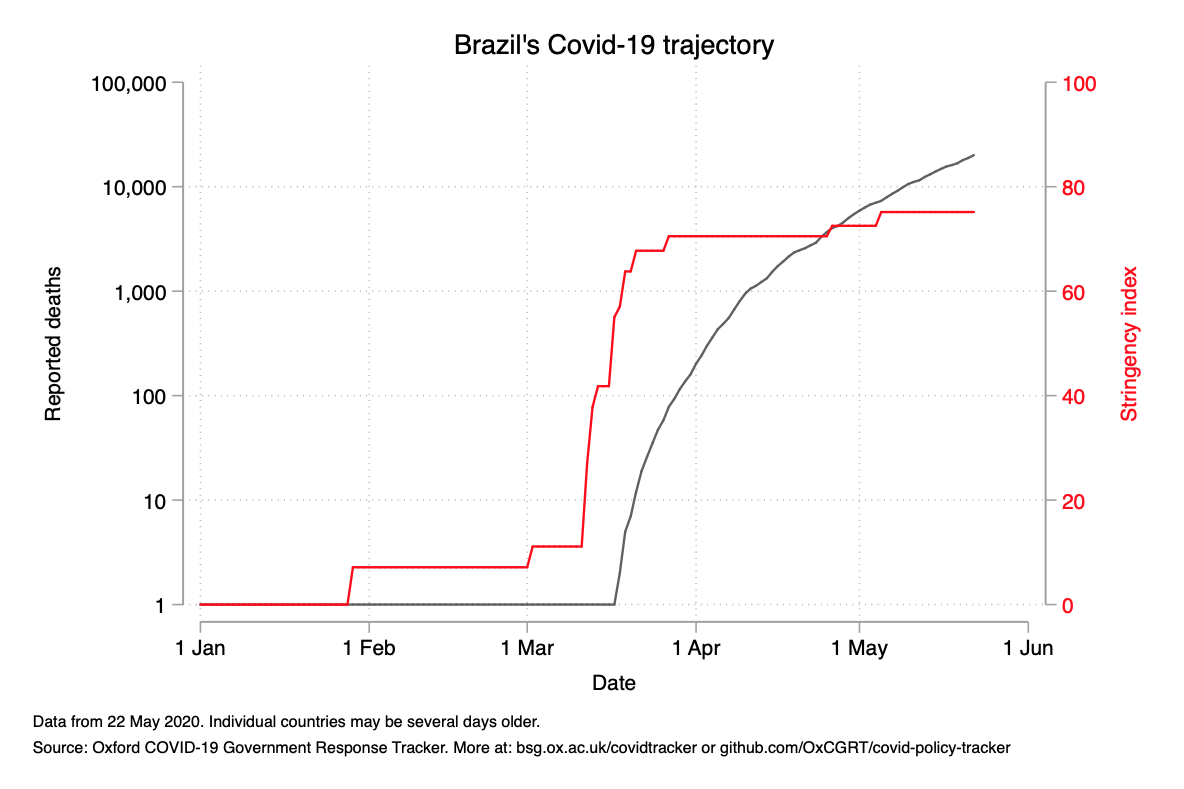 Brazil's Covid-19 trajectory
100,000
10,000
1,000
100
10
1
Reported deaths
100
80
60
40
20
0
Stringency index
1 Jan 1 Feb 1 Mar 1 Apr 1 May 1 Jun
Date
Data from 22 May 2020. Individual countries may be several days older.
Source: Oxford COVID-19 Government Response Tracker. More at: bsg.ox.ac.uk/covidtracker or github.com/OxCGRT/covid-policy-tracker